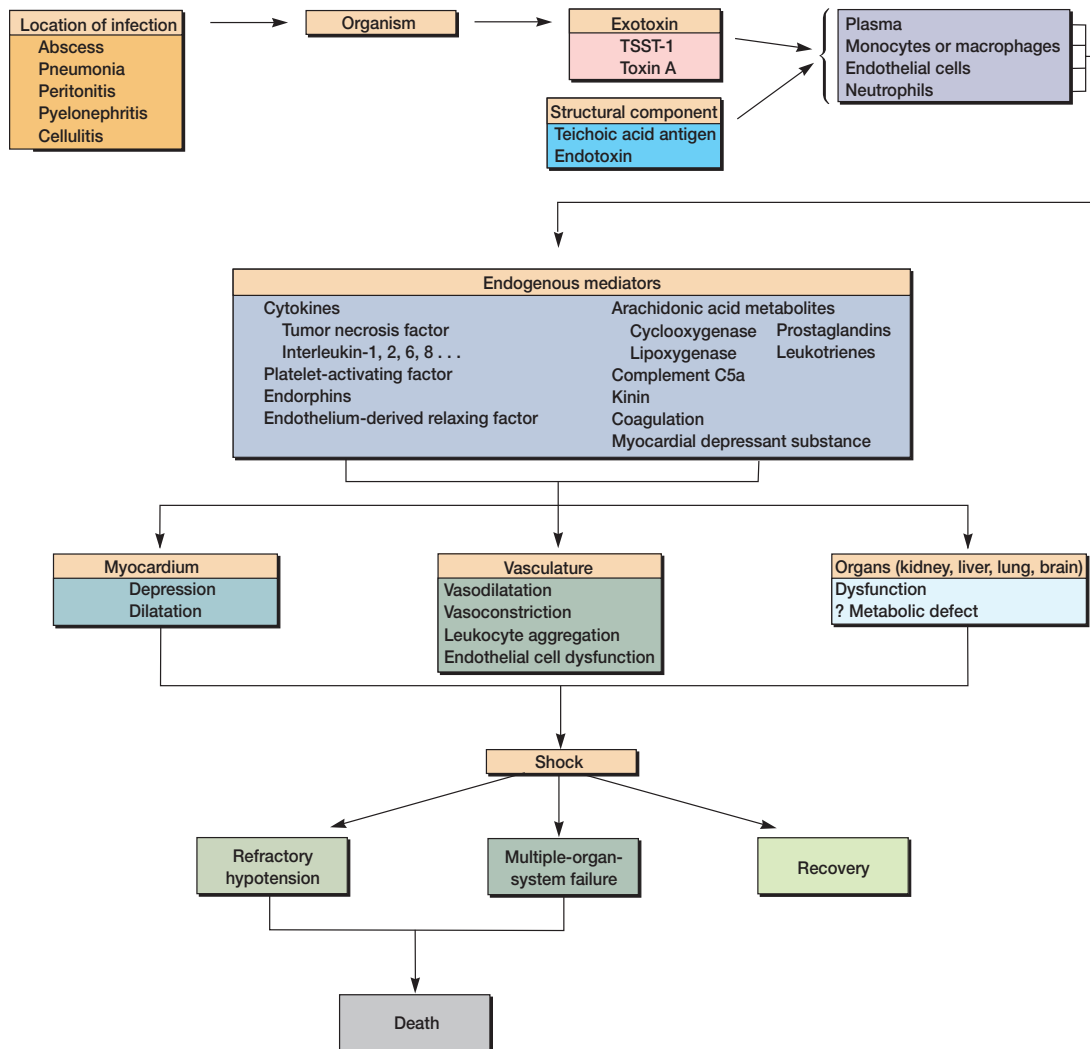 Location of infection
Abscess
Pneumonia
Peritonitis
Pyelonephritis
Cellulitis
Organism
Exotoxin
TSST-1
Toxin A
Structural component
Teichoic acid antigen
Endotoxin
Plasma
Monocytes or macrophages
Endothelial cells
Neutrophils
Endogenous mediators
Cytokines
Tumor necrosis factor
Interleukin-1, 2, 6, 8 . . .
Platelet-activating factor
Endorphins
Endothelium-derived relaxing factor
Arachidonic acid metabolites
Cyclooxygenase Prostaglandins
Lipoxygenase Leukotrienes
Complement C5a
Kinin
Coagulation
Myocardial depressant substance
Myocardium
Depression
Dilatation
Vasculature
Vasodilatation
Vasoconstriction
Leukocyte aggregation
Endothelial cell dysfunction
Organs (kidney, liver, lung, brain)
Dysfunction
? Metabolic defect
Shock
Refractory
hypotension
Multiple-organ-
system failure
Recovery
Death